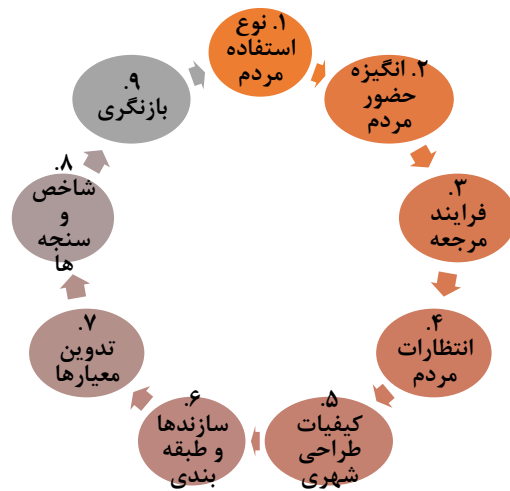 ۱. نوع
استفاده
مردم
۲. انگیزه
حضور
مردم
۳.
فرایند
مرجعه
۴.
انتظارات
مردم
۵.
کیفیات
طراحی
شهری
۶.
سازندها
و طبقه
بندی
۷.
تدوین
معیارها
۸.
شاخص
و
سنجه
ها
۹.
بازنگری